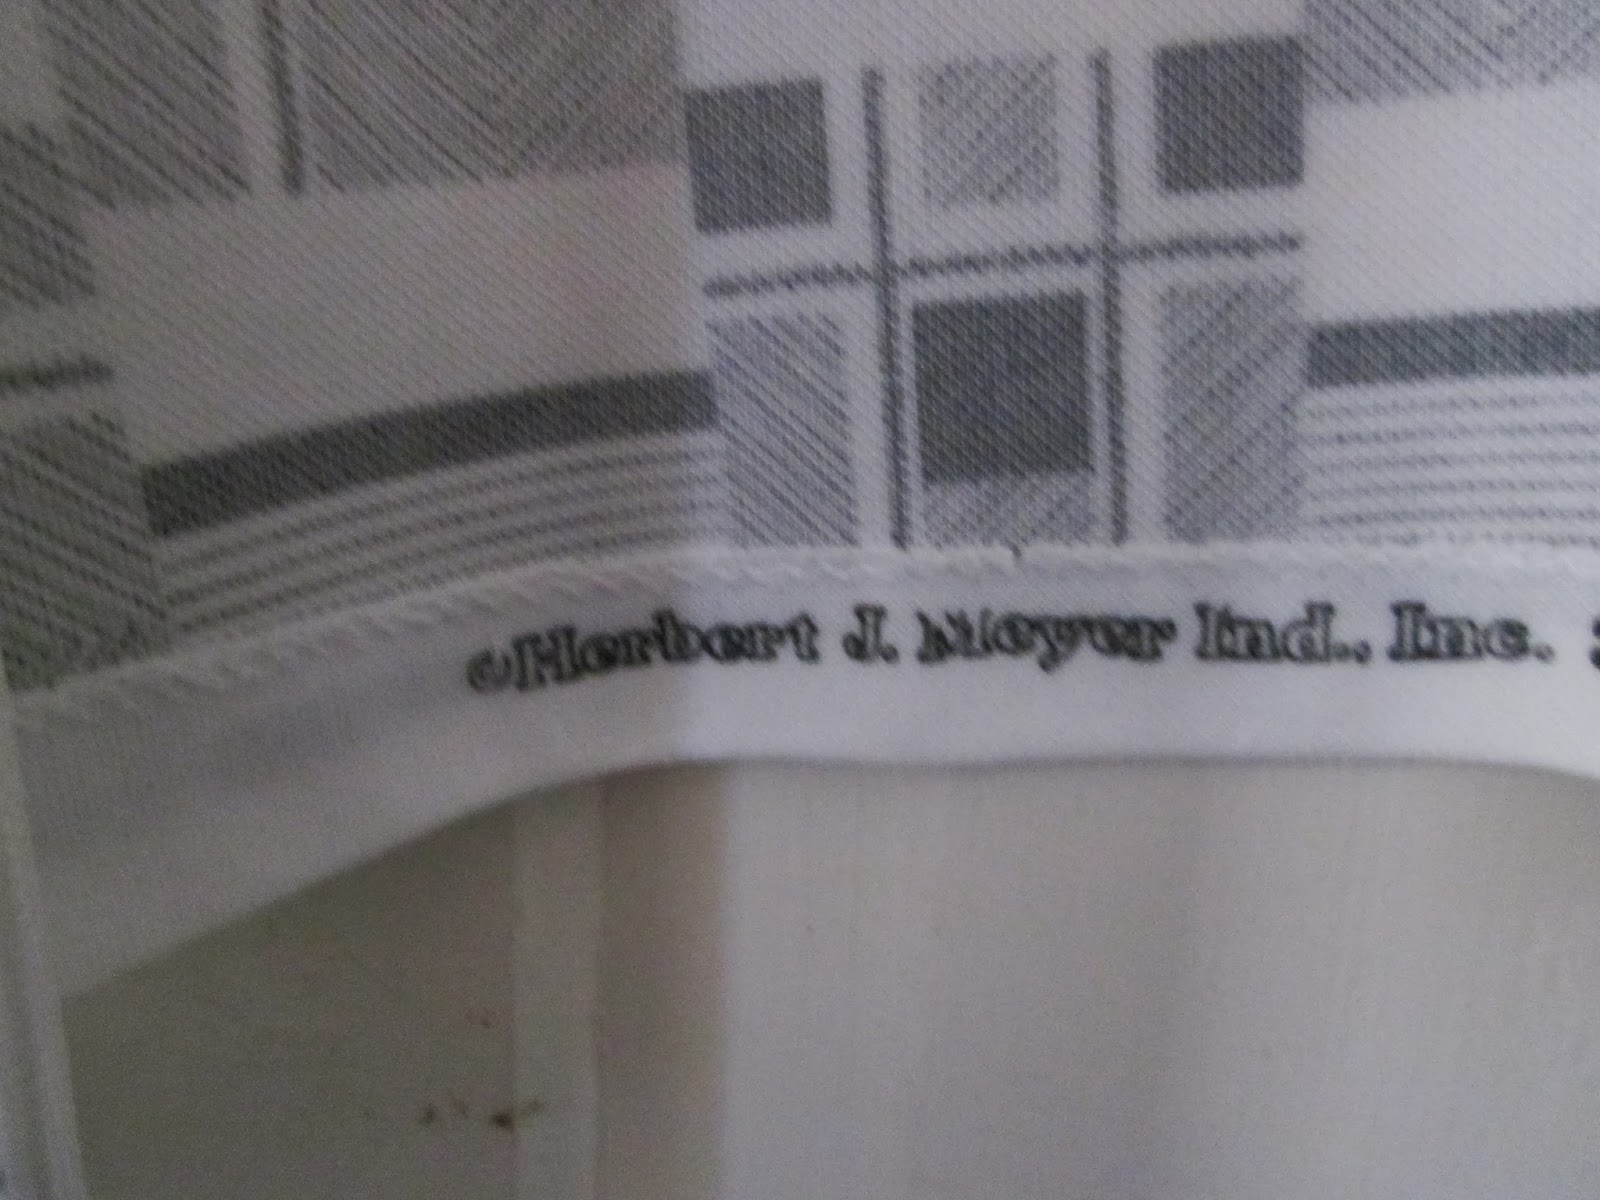 ©Herbert J. Meyer Ind., Inc.